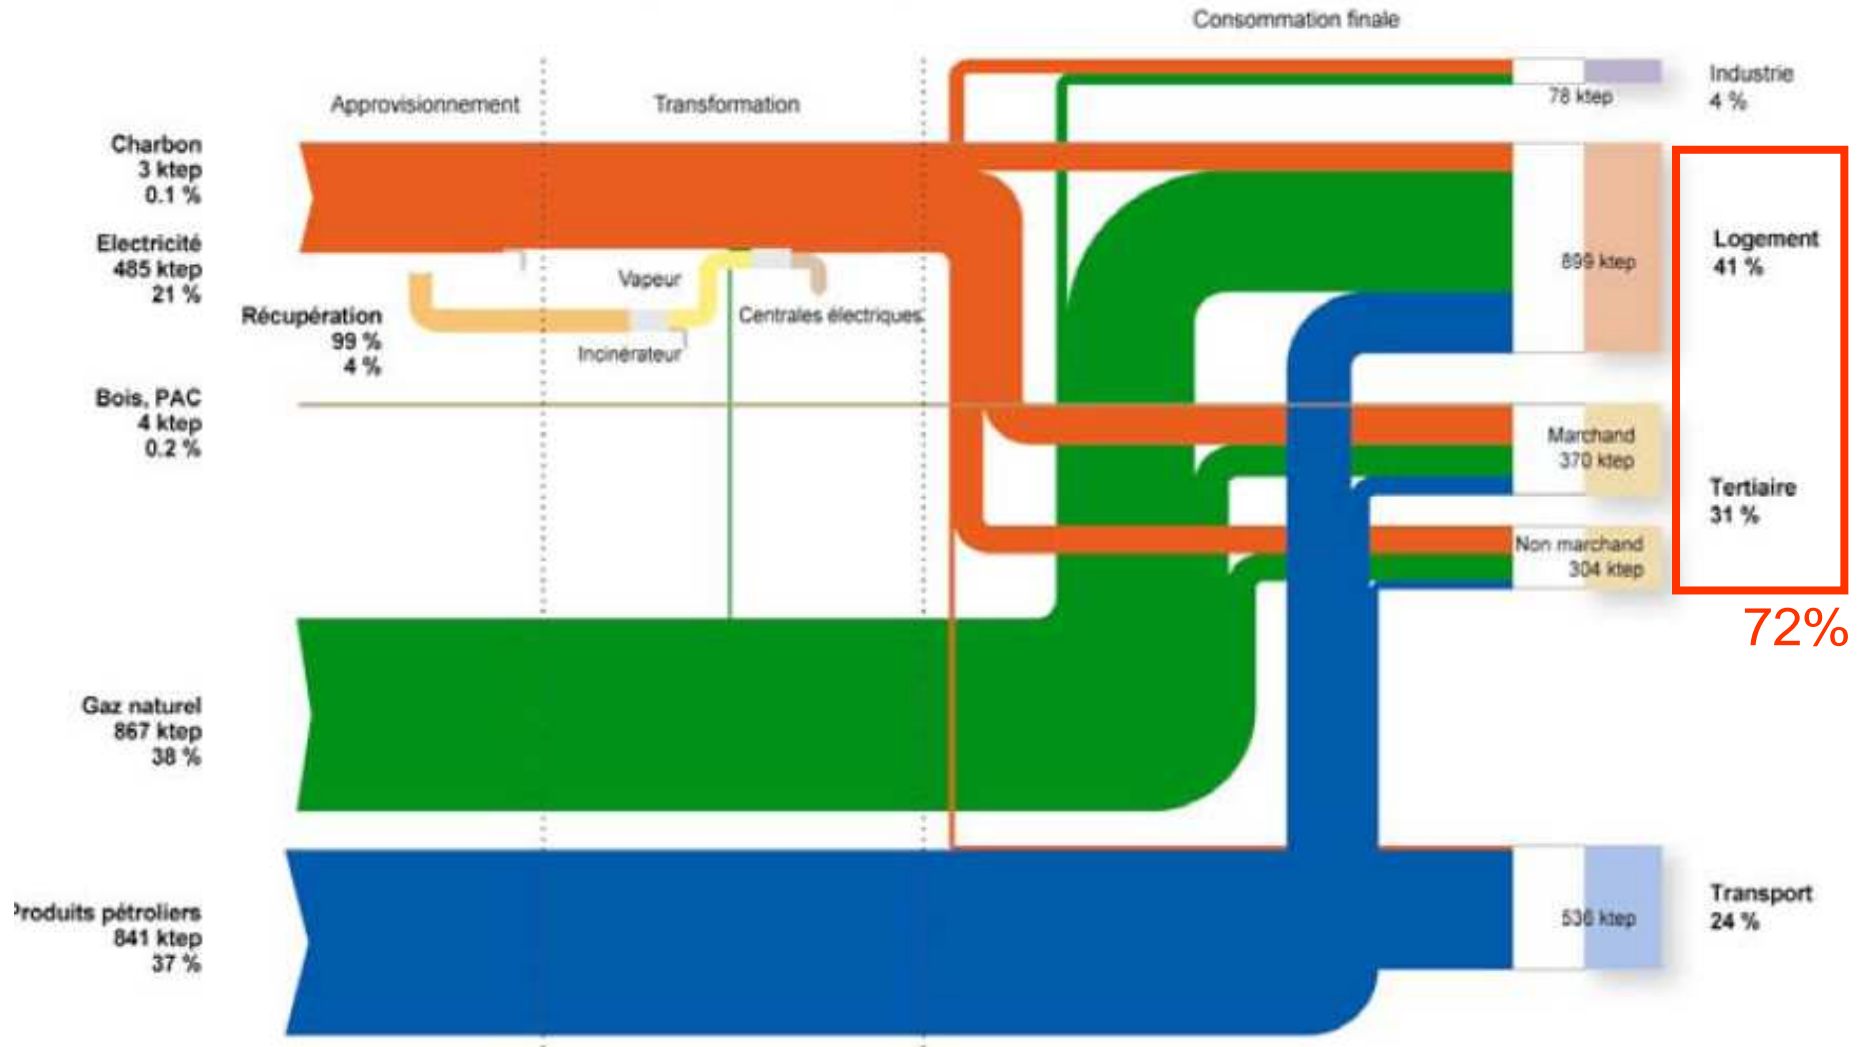 Consommation finale
Approvisionnement
Transformation
Industrie
4 %
78 ktep
Charbon
3 ktep
0.1 %
Electricité
485 ktep
21 %
Récupération
99 %
4 %
Vapeur
Centrales électriques
Incinérateur
Logement
41 %
899 ktep
Bois, PAC
4 ktep
0.2 %
Marchand
370 ktep
Tertiaire
31 %
Non marchand
304 ktep
72%
Gaz naturel
867 ktep
38 %
Produits pétroliers
841 ktep
37 %
536 ktep
Transport
24 %